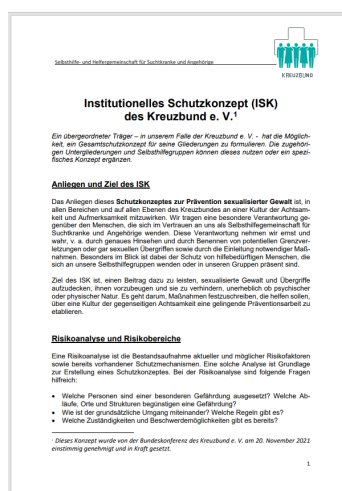 Selbsthilfe- und Helfergemeinschaft für Suchtkranke und Angehörige
KREUZBUND
Institutionelles Schutzkonzept (ISK)
des Kreuzbund e. V.¹
Ein übergeordneter Träger – in unserem Falle der Kreuzbund e. V. - hat die Möglich-
keit, ein Gesamtschutzkonzept für seine Gliederungen zu formulieren. Die zugehöri-
gen Untergliederungen und Selbsthilfegruppen können dieses nutzen oder ein spezi-
fisches Konzept ergänzen.
Anliegen und Ziel des ISK
Das Anliegen dieses Schutzkonzeptes zur Prävention sexualisierter Gewalt ist, in
allen Bereichen und auf allen Ebenen des Kreuzbundes an einer Kultur der Achtsam-
keit und Aufmerksamkeit mitzuwirken. Wir tragen eine besondere Verantwortung ge-
genüber den Menschen, die sich im Vertrauen an uns als Selbsthilfegemeinschaft für
Suchtkranke und Angehörige wenden. Diese Verantwortung nehmen wir ernst und
wahr, v. a. durch genaues Hinsehen und durch Benennen von potentiellen Grenzver-
letzungen oder gar sexuellen Übergriffen sowie durch die Einleitung notwendiger Maß-
nahmen. Besonders im Blick ist dabei der Schutz von hilfebedürftigen Menschen, die
sich an unsere Selbsthilfegruppen wenden oder in unseren Gruppen präsent sind.
Ziel des ISK ist, einen Beitrag dazu zu leisten, sexualisierte Gewalt und Übergriffe
aufzudecken, ihnen vorzubeugen und sie zu verhindern, unerheblich ob psychischer
oder physischer Natur. Es geht darum, Maßnahmen festzuschreiben, die helfen sollen,
über eine Kultur der gegenseitigen Achtsamkeit eine gelingende Präventionsarbeit zu
etablieren.
Risikoanalyse und Risikobereiche
Eine Risikoanalyse ist die Bestandsaufnahme aktueller und möglicher Risikofaktoren
sowie bereits vorhandener Schutzmechanismen. Eine solche Analyse ist Grundlage
zur Erstellung eines Schutzkonzeptes. Bei der Risikoanalyse sind folgende Fragen
hilfreich:
• Welche Personen sind einer besonderen Gefährdung ausgesetzt? Welche Ab-
läufe, Orte und Strukturen begünstigen eine Gefährdung?
• Wie ist der grundsätzliche Umgang miteinander? Welche Regeln gibt es?
• Welche Zuständigkeiten und Beschwerdemöglichkeiten gibt es bereits?
¹ Dieses Konzept wurde von der Bundeskonferenz des Kreuzbund e. V. am 20. November 2021
einstimmig genehmigt und in Kraft gesetzt.
1